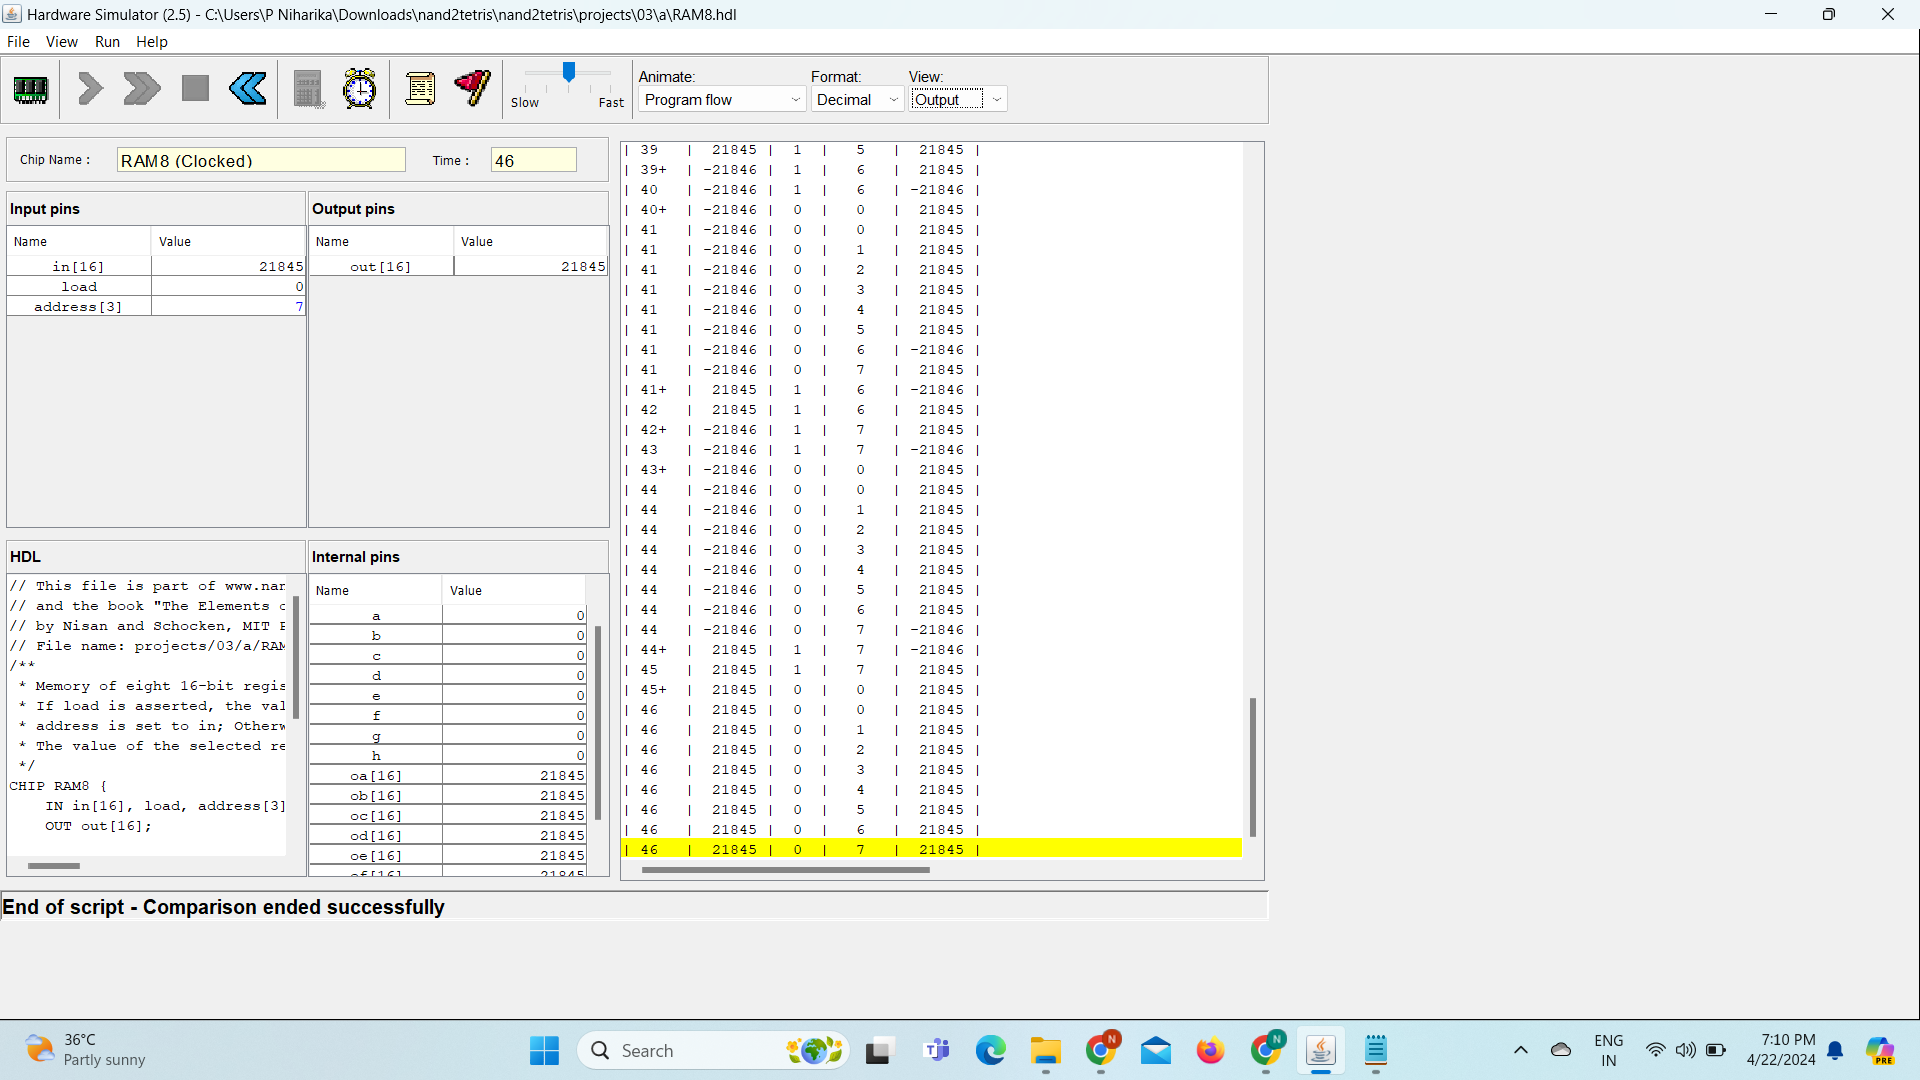 Hardware Simulator (2.5) - C:\Users\P Niharika\Downloads\nand2tetris\nand2tetris\projects\03\a\RAM8.hdl
File View Run Help
Slow Fast
Animate: Format: View:
Program flow Decimal Output
Chip Name : RAM8 (Clocked) Time : 46
Input pins
Name Value
in[16] 21845
load 0
address[3] 7
Output pins
Name Value
out[16] 21845
HDL
// This file is part of www.nan
// and the book "The Elements o
// by Nisan and Schocken, MIT P
// File name: projects/03/a/RAM
/**
* Memory of eight 16-bit regis
* If load is asserted, the val
* address is set to in; Otherw
* The value of the selected re
*/
CHIP RAM8 {
IN in[16], load, address[3]
OUT out[16];
Internal pins
Name Value
a 0
b 0
c 0
d 0
e 0
f 0
g 0
h 0
oa[16] 21845
ob[16] 21845
oc[16] 21845
od[16] 21845
oe[16] 21845
of[16] 21845
| 39 | 21845 | 1 | 5 | 21845 |
| 39+ | -21846 | 1 | 6 | 21845 |
| 40 | -21846 | 1 | 6 | -21846 |
| 40+ | -21846 | 0 | 0 | 21845 |
| 41 | -21846 | 0 | 0 | 21845 |
| 41 | -21846 | 0 | 1 | 21845 |
| 41 | -21846 | 0 | 2 | 21845 |
| 41 | -21846 | 0 | 3 | 21845 |
| 41 | -21846 | 0 | 4 | 21845 |
| 41 | -21846 | 0 | 5 | 21845 |
| 41 | -21846 | 0 | 6 | -21846 |
| 41 | -21846 | 0 | 7 | 21845 |
| 41+ | 21845 | 1 | 6 | -21846 |
| 42 | 21845 | 1 | 6 | 21845 |
| 42+ | -21846 | 1 | 7 | 21845 |
| 43 | -21846 | 1 | 7 | -21846 |
| 43+ | -21846 | 0 | 0 | 21845 |
| 44 | -21846 | 0 | 0 | 21845 |
| 44 | -21846 | 0 | 1 | 21845 |
| 44 | -21846 | 0 | 2 | 21845 |
| 44 | -21846 | 0 | 3 | 21845 |
| 44 | -21846 | 0 | 4 | 21845 |
| 44 | -21846 | 0 | 5 | 21845 |
| 44 | -21846 | 0 | 6 | 21845 |
| 44 | -21846 | 0 | 7 | -21846 |
| 44+ | 21845 | 1 | 7 | -21846 |
| 45 | 21845 | 1 | 7 | 21845 |
| 45+ | 21845 | 0 | 0 | 21845 |
| 46 | 21845 | 0 | 0 | 21845 |
| 46 | 21845 | 0 | 1 | 21845 |
| 46 | 21845 | 0 | 2 | 21845 |
| 46 | 21845 | 0 | 3 | 21845 |
| 46 | 21845 | 0 | 4 | 21845 |
| 46 | 21845 | 0 | 5 | 21845 |
| 46 | 21845 | 0 | 6 | 21845 |
| 46 | 21845 | 0 | 7 | 21845 |
End of script - Comparison ended successfully
36°C
Partly sunny
Search
N
N
ENG
IN
7:10 PM
4/22/2024
PRE